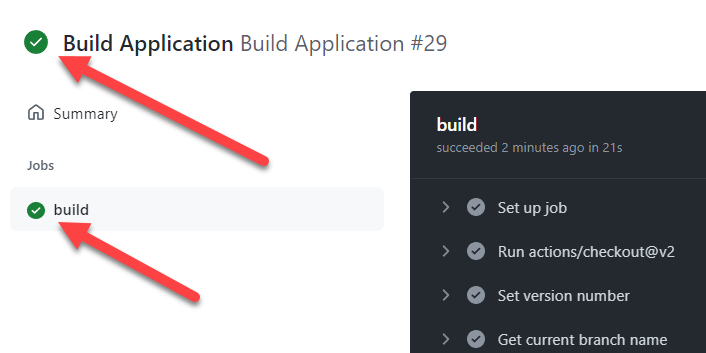 Build Application Build Application #29
Summary
Jobs
build
build
succeeded 2 minutes ago in 21s
Set up job
Run actions/checkout@v2
Set version number
Get current branch name